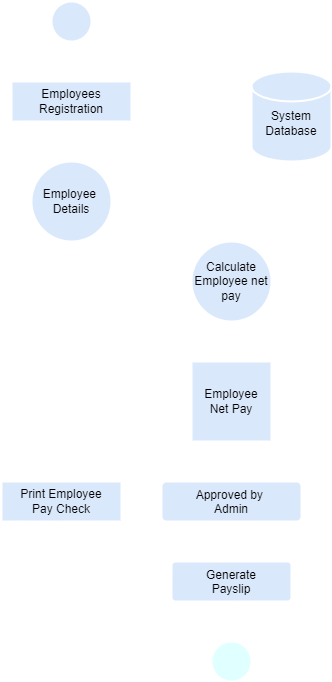 Employees
Registration
System
Database
Employee
Details
Calculate
Employee net
pay
Employee
Net Pay
Print Employee
Pay Check
Approved by
Admin
Generate
Payslip